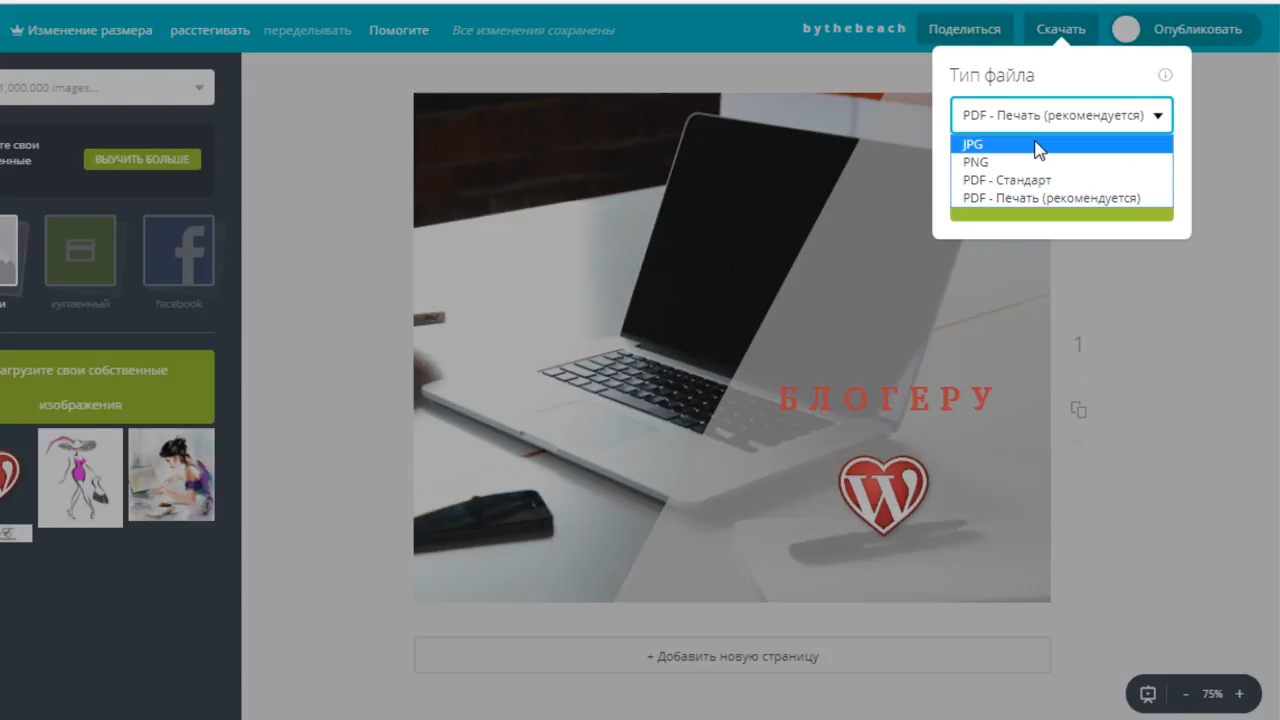 Изменение размера расстегивать переделывать Помогите Все изменения сохранены bythebeach Поделиться Скачать Опубликовать
1.000.000 images...
Тип файла
PDF - Печать (рекомендуется)
JPG
PNG
PDF - Стандарт
PDF - Печать (рекомендуется)
те свои
ВЫУЧИТЬ БОЛЬШЕ
купленный facebook
агрузите свои собственные
изображения
БЛОГЕРУ
W
1
+ Добавить новую страницу
- 75% +